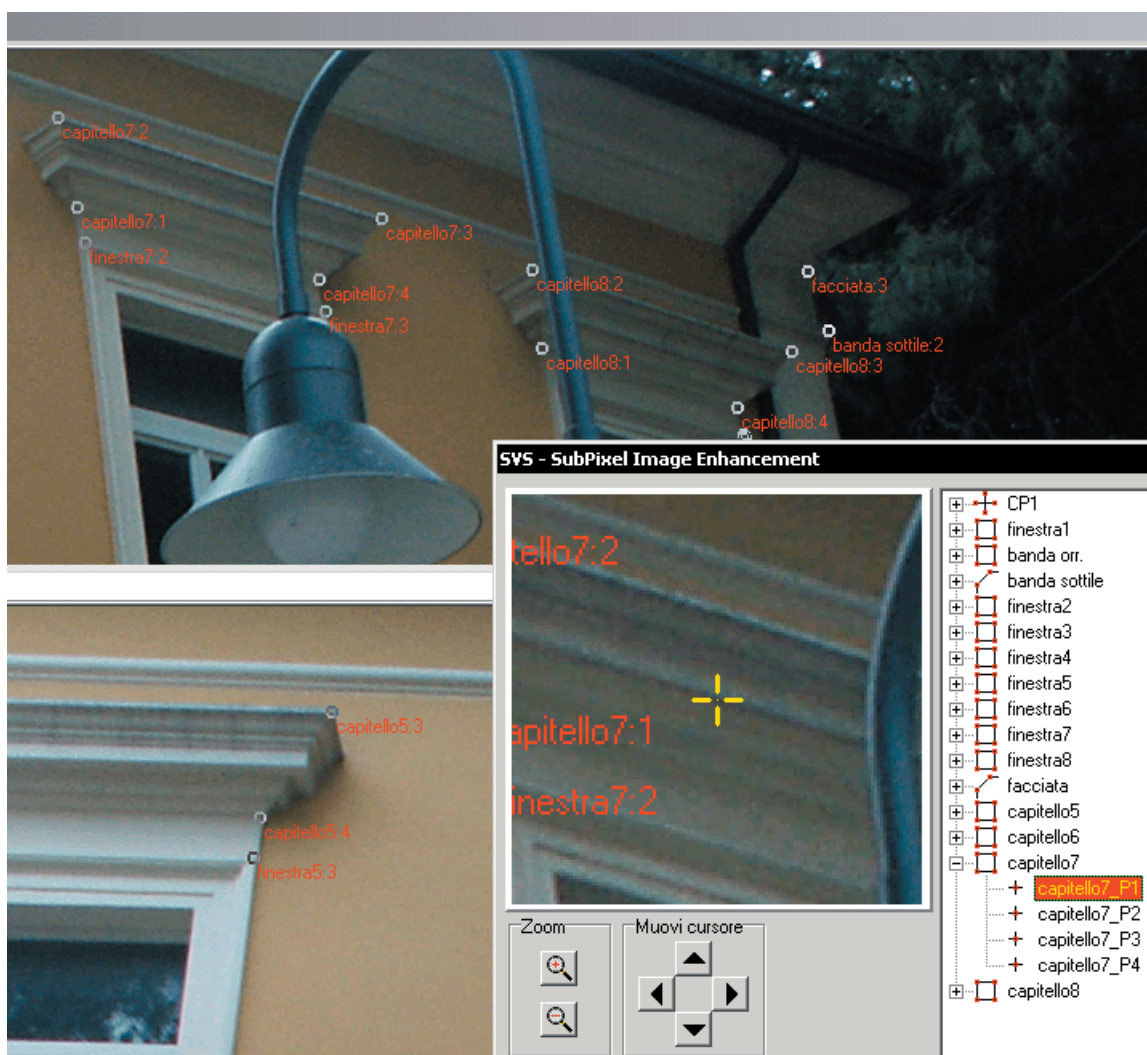 capitello7:2
capitello7:1
capitello7:3
finestra7:2
capitello7:4
capitello8:2
facciata:3
finestra7:3
banda sottile:2
capitello8:1
capitello8:3
capitello8:4
SVS - SubPixel Image Enhancement
tello7:2
apitello7:1
finestra7:2
CP1
finestra1
banda orr.
banda sottile
finestra2
finestra3
finestra4
finestra5
finestra6
finestra7
finestra8
facciata
capitello5
capitello6
capitello7
capitello7_P1
capitello7_P2
capitello7_P3
capitello7_P4
capitello8
capitello5:3
capitello5:4
finestra5:3
Zoom
Muovi cursore